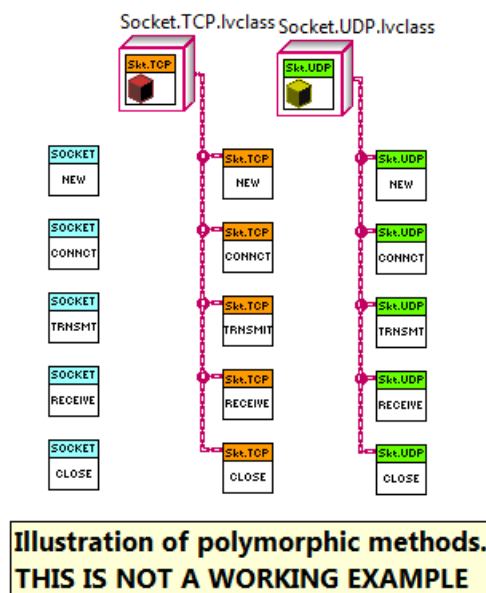 Socket.TCP.lvclass Socket.UDP.lvclass
Skt.TCP Skt.UDP
SOCKET Skt.TCP Skt.UDP
NEW NEW NEW
SOCKET Skt.TCP Skt.UDP
CONNCT CONNCT CONNCT
SOCKET Skt.TCP Skt.UDP
TRNSMT TRNSMIT TRNSMT
SOCKET Skt.TCP Skt.UDP
RECEIVE RECEIVE RECEIVE
SOCKET Skt.TCP Skt.UDP
CLOSE CLOSE CLOSE
Illustration of polymorphic methods.
THIS IS NOT A WORKING EXAMPLE